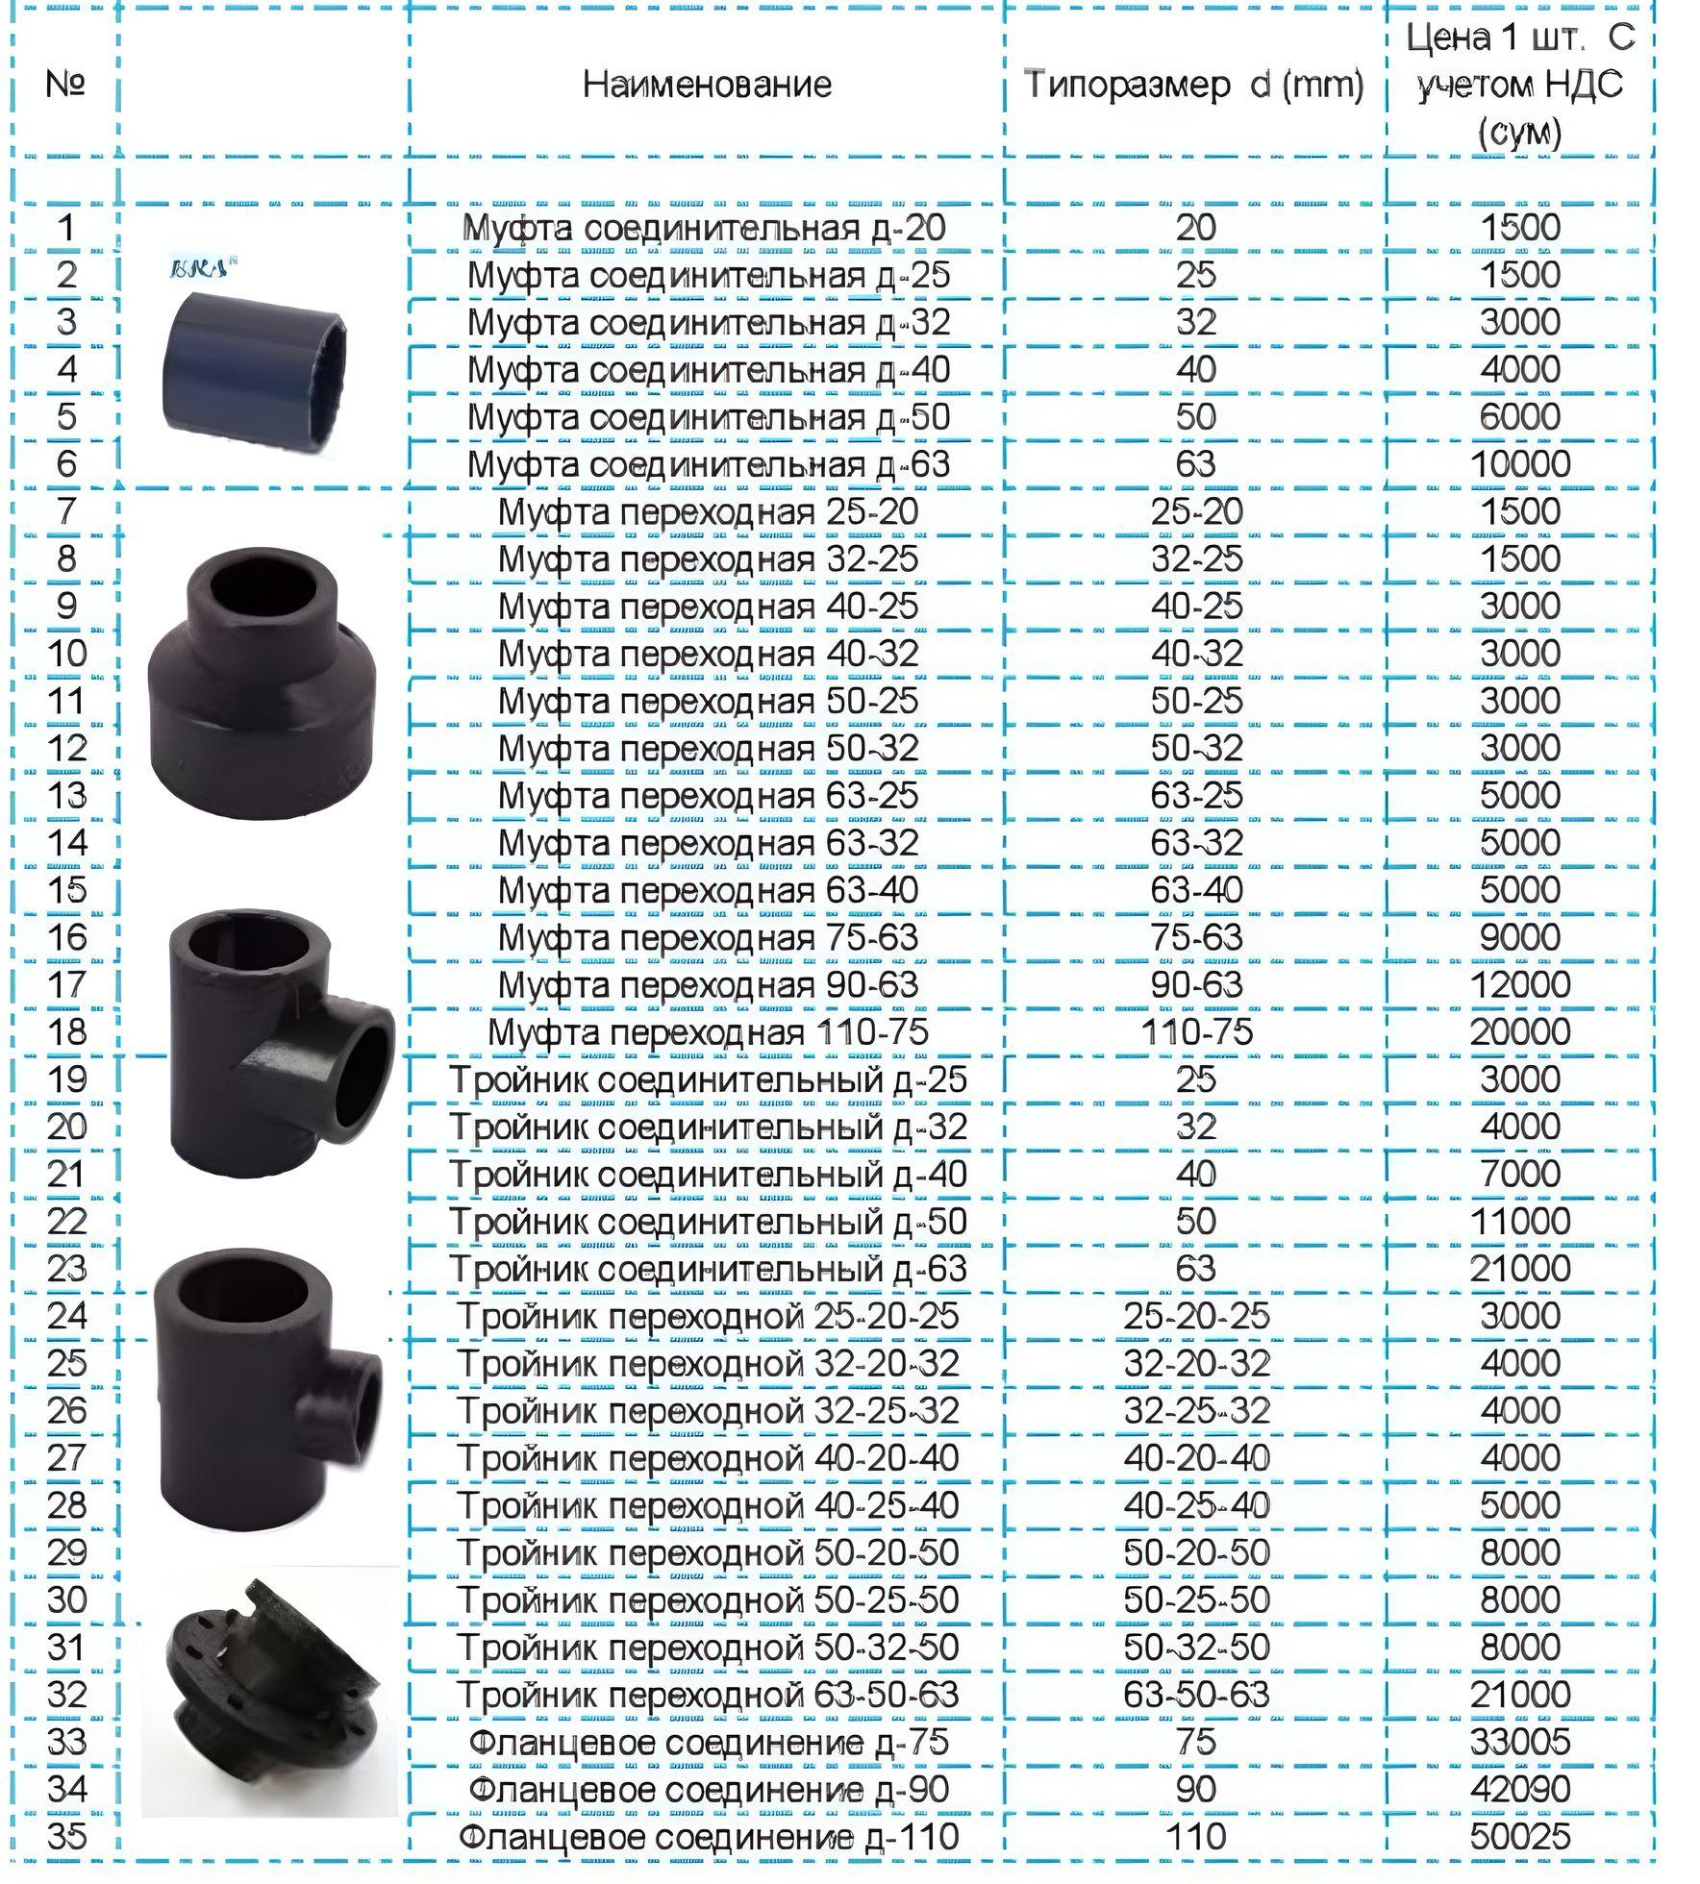 № Наименование Типоразмер d (mm) Цена 1 шт. С
учетом НДС
(сум)
1 Муфта соединительная д-20 20 1500
2 Муфта соединительная д-25 25 1500
3 Муфта соединительная д-32 32 3000
4 Муфта соединительная д-40 40 4000
5 Муфта соединительная д-50 50 6000
6 Муфта соединительная д-63 63 10000
7 Муфта переходная 25-20 25-20 1500
8 Муфта переходная 32-25 32-25 1500
9 Муфта переходная 40-25 40-25 3000
10 Муфта переходная 40-32 40-32 3000
11 Муфта переходная 50-25 50-25 3000
12 Муфта переходная 50-32 50-32 3000
13 Муфта переходная 63-25 63-25 5000
14 Муфта переходная 63-32 63-32 5000
15 Муфта переходная 63-40 63-40 5000
16 Муфта переходная 75-63 75-63 9000
17 Муфта переходная 90-63 90-63 12000
18 Муфта переходная 110-75 110-75 20000
19 Тройник соединительный д-25 25 3000
20 Тройник соединительный д-32 32 4000
21 Тройник соединительный д-40 40 7000
22 Тройник соединительный д-50 50 11000
23 Тройник соединительный д-63 63 21000
24 Тройник переходной 25-20-25 25-20-25 3000
25 Тройник переходной 32-20-32 32-20-32 4000
26 Тройник переходной 32-25-32 32-25-32 4000
27 Тройник переходной 40-20-40 40-20-40 4000
28 Тройник переходной 40-25-40 40-25-40 5000
29 Тройник переходной 50-20-50 50-20-50 8000
30 Тройник переходной 50-25-50 50-25-50 8000
31 Тройник переходной 50-32-50 50-32-50 8000
32 Тройник переходной 63-50-63 63-50-63 21000
33 Фланцевое соединение д-75 75 33005
34 Фланцевое соединение д-90 90 42090
35 Фланцевое соединение д-110 110 50025